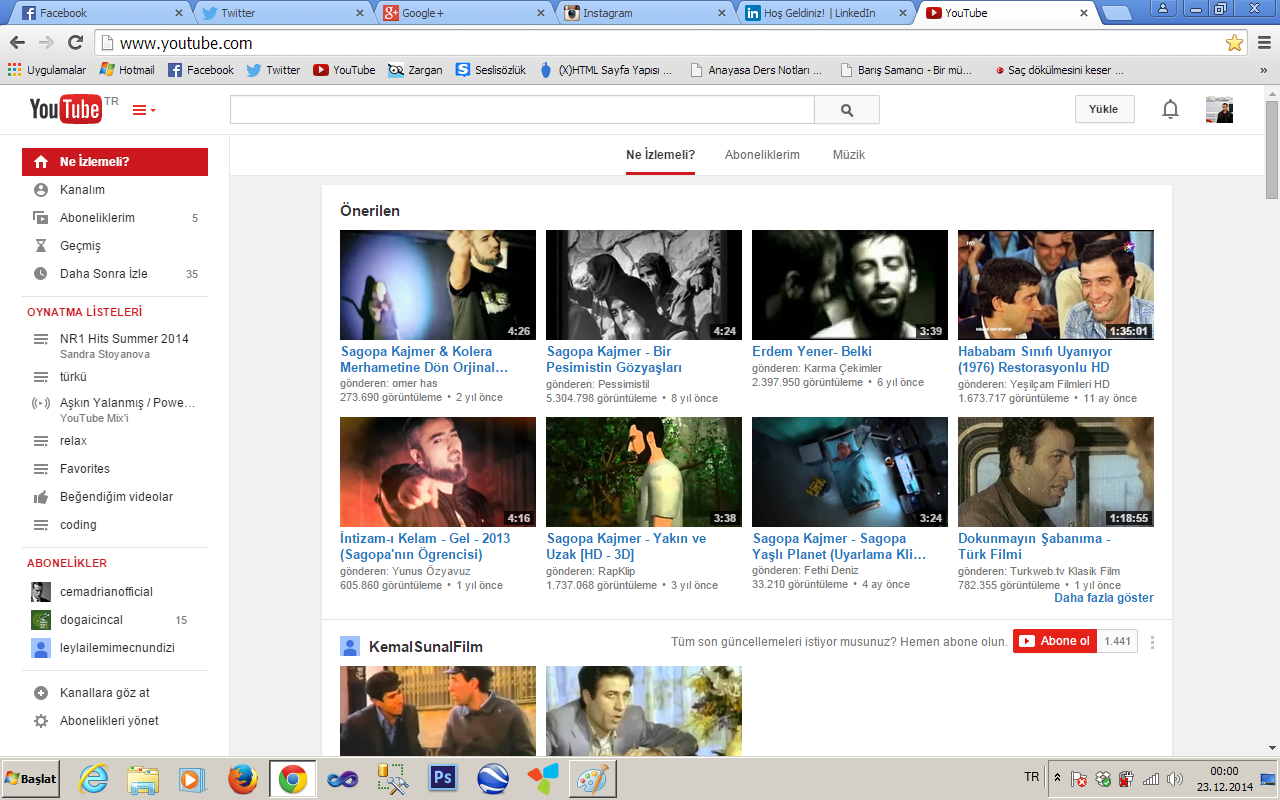 Facebook
Twitter
Google+
Instagram
Hoş Geldiniz! | LinkedIn
YouTube
www.youtube.com
Uygulamalar
Hotmail
Facebook
Twitter
YouTube
Zargan
Seslisözlük
(X)HTML Sayfa Yapısı ...
Anayasa Ders Notları ...
Barış Samancı - Bir mü...
Saç dökülmesini keser ...
»
YouTube TR
Yükle
Ne İzlemeli?
Aboneliklerim
Müzik
Ne İzlemeli?
Kanalım
Aboneliklerim 5
Geçmiş
Daha Sonra İzle 35
OYNATMA LİSTELERİ
NR1 Hits Summer 2014
Sandra Stoyanova
türkü
Aşkın Yalanmış / Powe...
YouTube Mix'i
relax
Favorites
Beğendiğim videolar
coding
ABONELİKLER
cemadrianofficial
dogaicincal 15
leylailemimecnundizi
Kanallara göz at
Abonelikleri yönet
Önerilen
4:26
Sagopa Kajmer & Kolera
Merhametine Dön Orjinal...
gönderen: omer has
273.690 görüntüleme • 2 yıl önce
4:24
Sagopa Kajmer - Bir
Pesimistin Gözyaşları
gönderen: Pessimistil
5.304.798 görüntüleme • 8 yıl önce
3:39
Erdem Yener- Belki
gönderen: Karma Çekimler
2.397.950 görüntüleme • 6 yıl önce
HD
1:35:01
Hababam Sınıfı Uyanıyor
(1976) Restorasyonlu HD
gönderen: Yeşilçam Filmleri HD
1.673.717 görüntüleme • 11 ay önce
4:16
İntizam-ı Kelam - Gel - 2013
(Sagopa'nın Ögrencisi)
gönderen: Yunus Özyavuz
605.860 görüntüleme • 1 yıl önce
3:38
Sagopa Kajmer - Yakın ve
Uzak [HD - 3D]
gönderen: RapKlip
1.737.068 görüntüleme • 3 yıl önce
3:24
Sagopa Kajmer - Sagopa
Yaşlı Planet (Uyarlama Kli...
gönderen: Fethi Deniz
33.210 görüntüleme • 4 ay önce
1:18:55
Dokunmayın Şabanıma -
Türk Filmi
gönderen: Turkweb.tv Klasik Film
782.355 görüntüleme • 1 yıl önce
Daha fazla göster
KemalSunalFilm
Tüm son güncellemeleri istiyor musunuz? Hemen abone olun.
Abone ol 1.441
Başlat
Ps
TR
00:00
23.12.2014